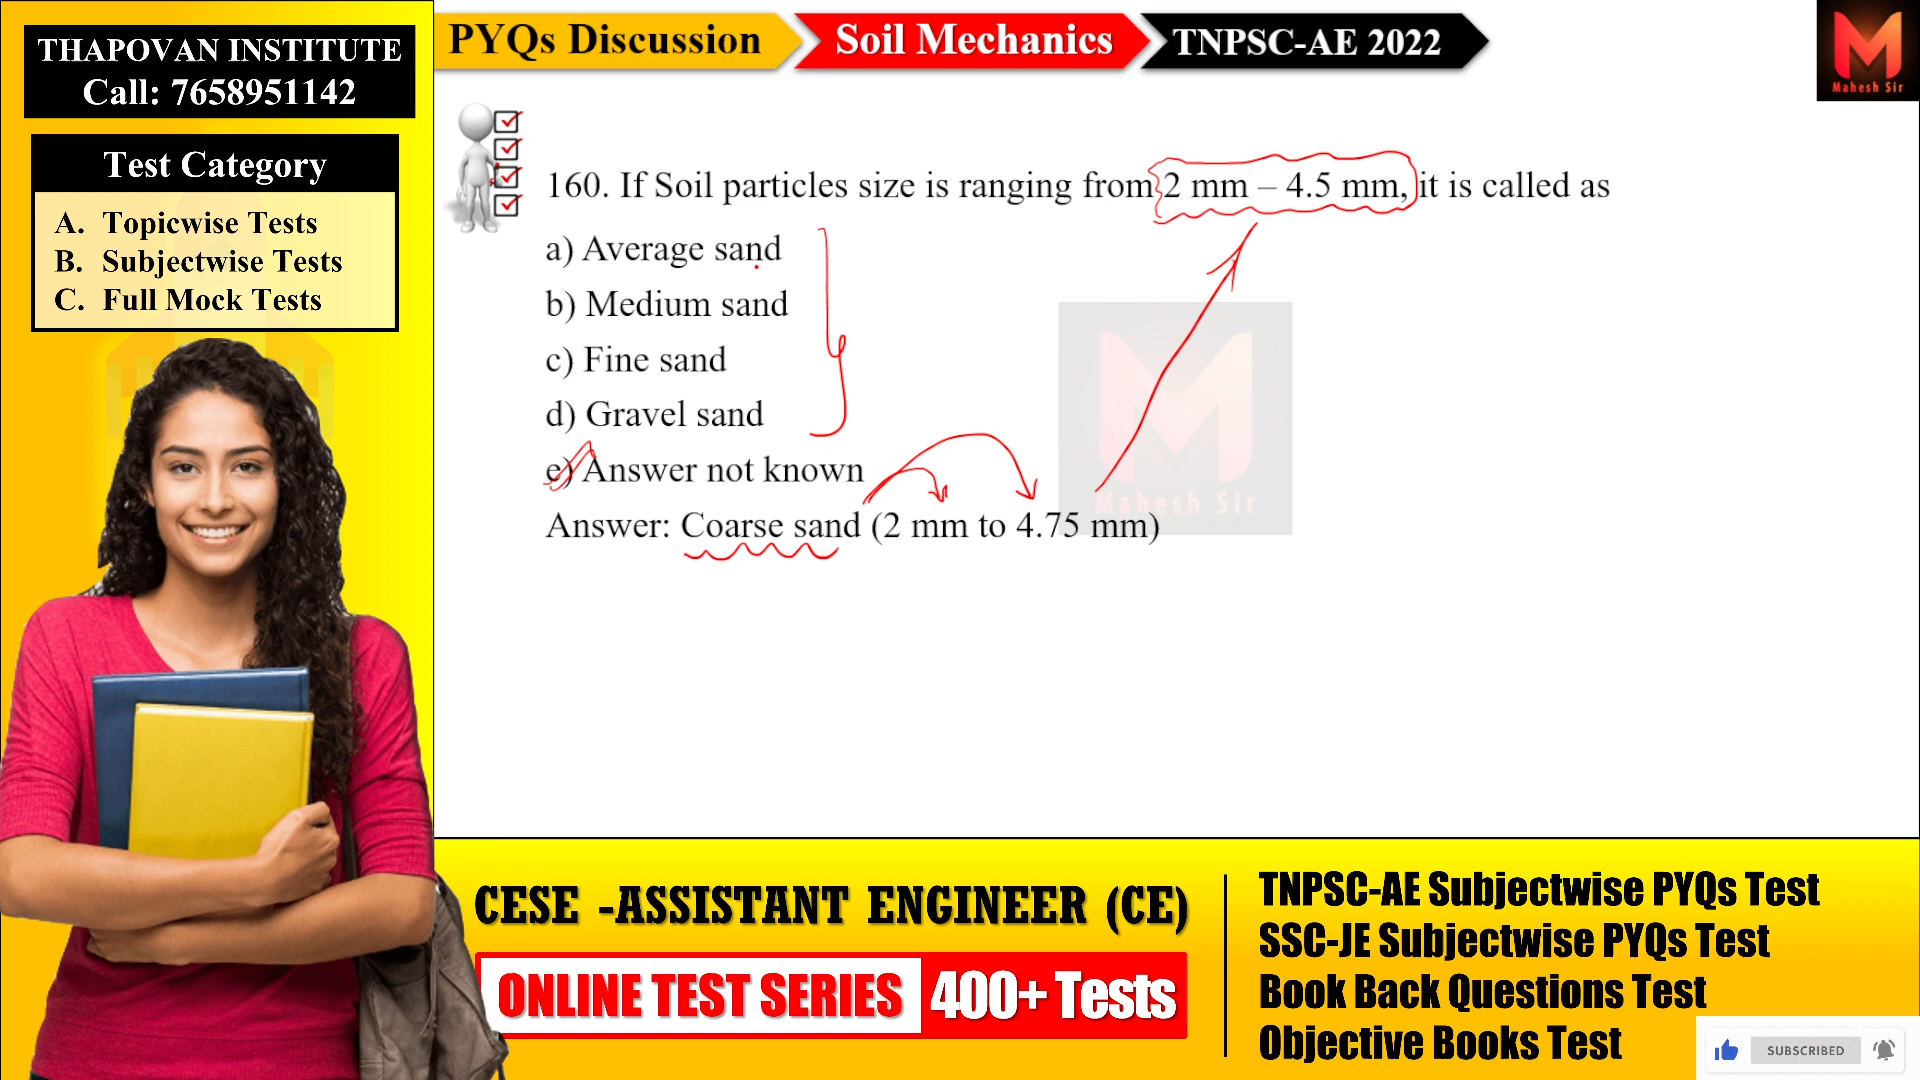 THAPOVAN INSTITUTE
Call: 7658951142
Test Category
A. Topicwise Tests
B. Subjectwise Tests
C. Full Mock Tests
PYQs Discussion
Soil Mechanics
TNPSC-AE 2022
Mahesh Sir
160. If Soil particles size is ranging from 2 mm – 4.5 mm, it is called as
a) Average sand
b) Medium sand
c) Fine sand
d) Gravel sand
e) Answer not known
Answer: Coarse sand (2 mm to 4.75 mm)
Mahesh Sir
CESE -ASSISTANT ENGINEER (CE)
ONLINE TEST SERIES 400+ Tests
TNPSC-AE Subjectwise PYQs Test
SSC-JE Subjectwise PYQs Test
Book Back Questions Test
Objective Books Test
SUBSCRIBED